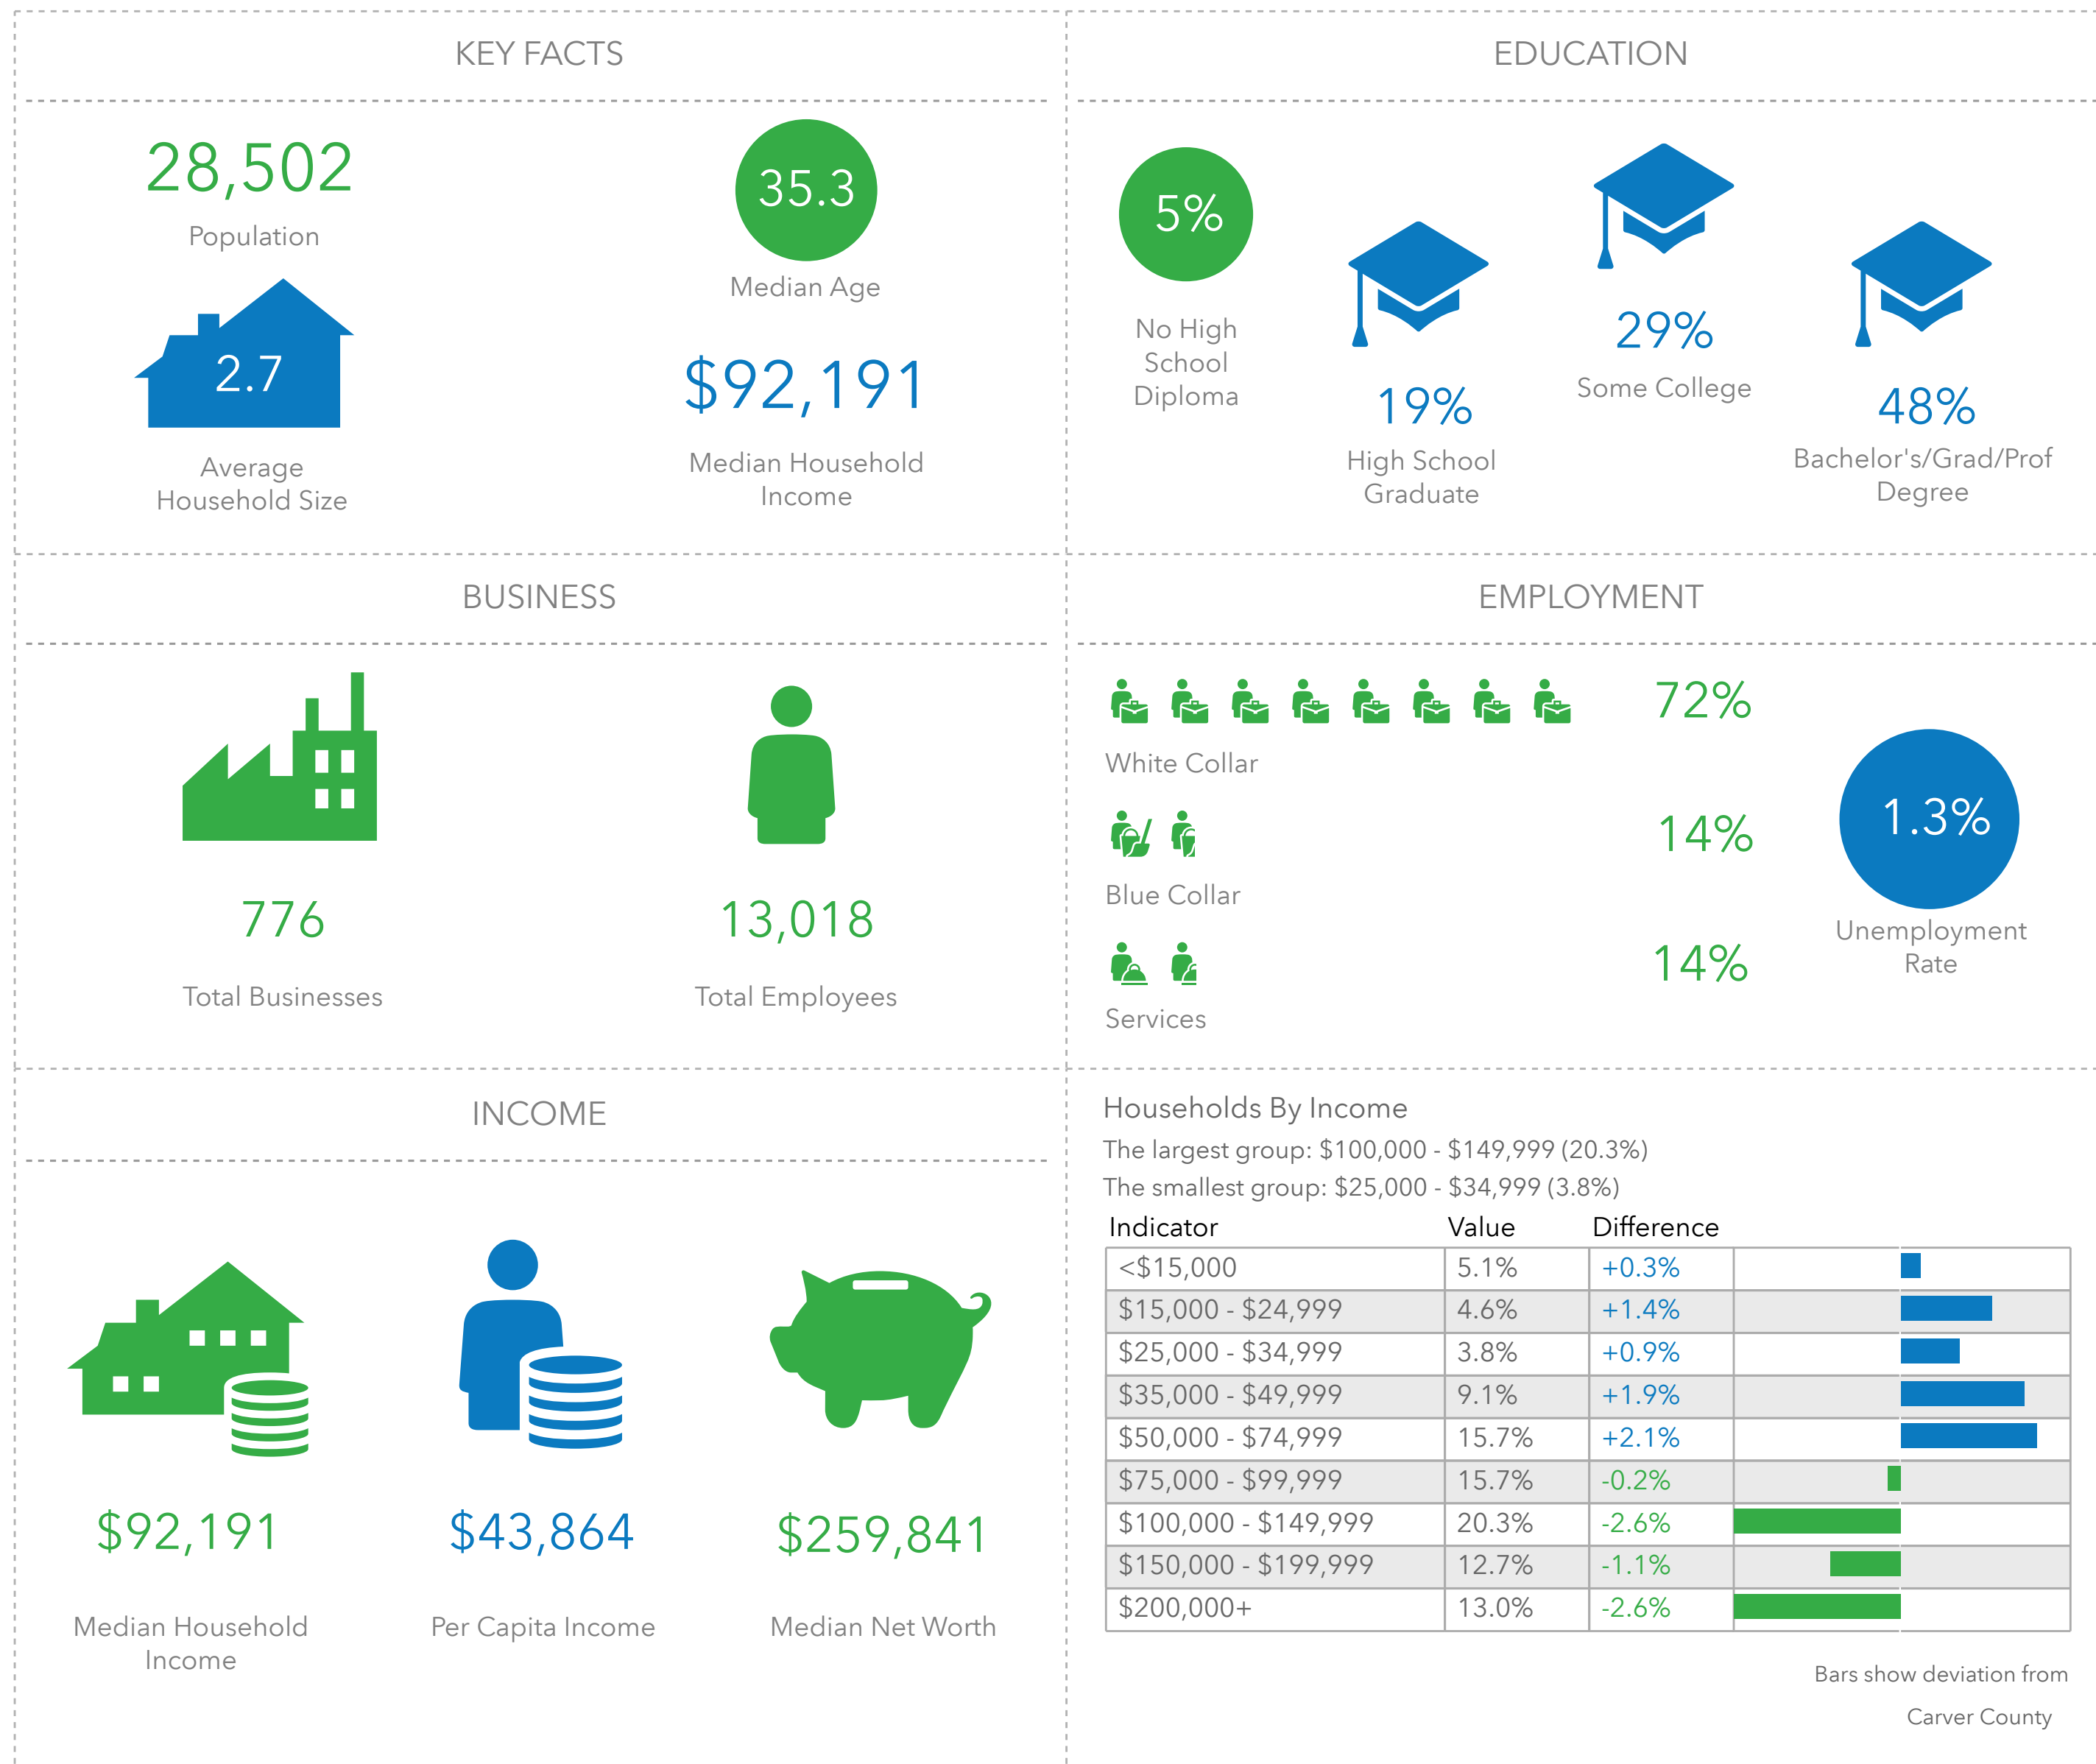 KEY FACTS
28,502
Population
35.3
Median Age
2.7
Average
Household Size
$92,191
Median Household
Income
EDUCATION
5%
No High
School
Diploma
19%
High School
Graduate
29%
Some College
48%
Bachelor's/Grad/Prof
Degree
BUSINESS
776
Total Businesses
13,018
Total Employees
EMPLOYMENT
72%
White Collar
14%
Blue Collar
14%
Services
1.3%
Unemployment
Rate
INCOME
$92,191
Median Household
Income
$43,864
Per Capita Income
$259,841
Median Net Worth
Households By Income
The largest group: $100,000 - $149,999 (20.3%)
The smallest group: $25,000 - $34,999 (3.8%)
Indicator Value Difference
<$15,000 5.1% +0.3%
$15,000 - $24,999 4.6% +1.4%
$25,000 - $34,999 3.8% +0.9%
$35,000 - $49,999 9.1% +1.9%
$50,000 - $74,999 15.7% +2.1%
$75,000 - $99,999 15.7% -0.2%
$100,000 - $149,999 20.3% -2.6%
$150,000 - $199,999 12.7% -1.1%
$200,000+ 13.0% -2.6%
Bars show deviation from
Carver County